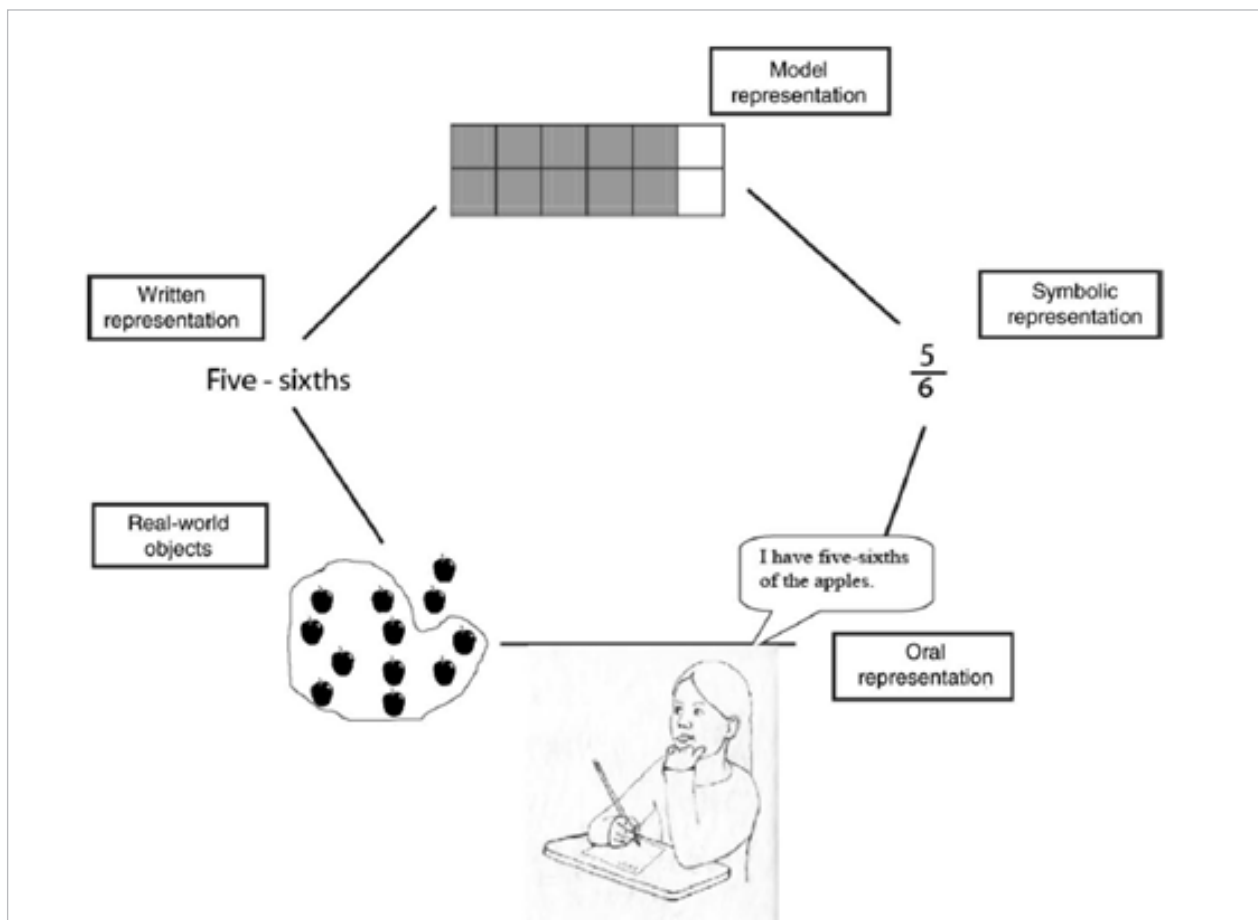 Model
representation
Written
representation
Symbolic
representation
Five - sixths
5
6
Real-world
objects
I have five-sixths
of the apples.
Oral
representation